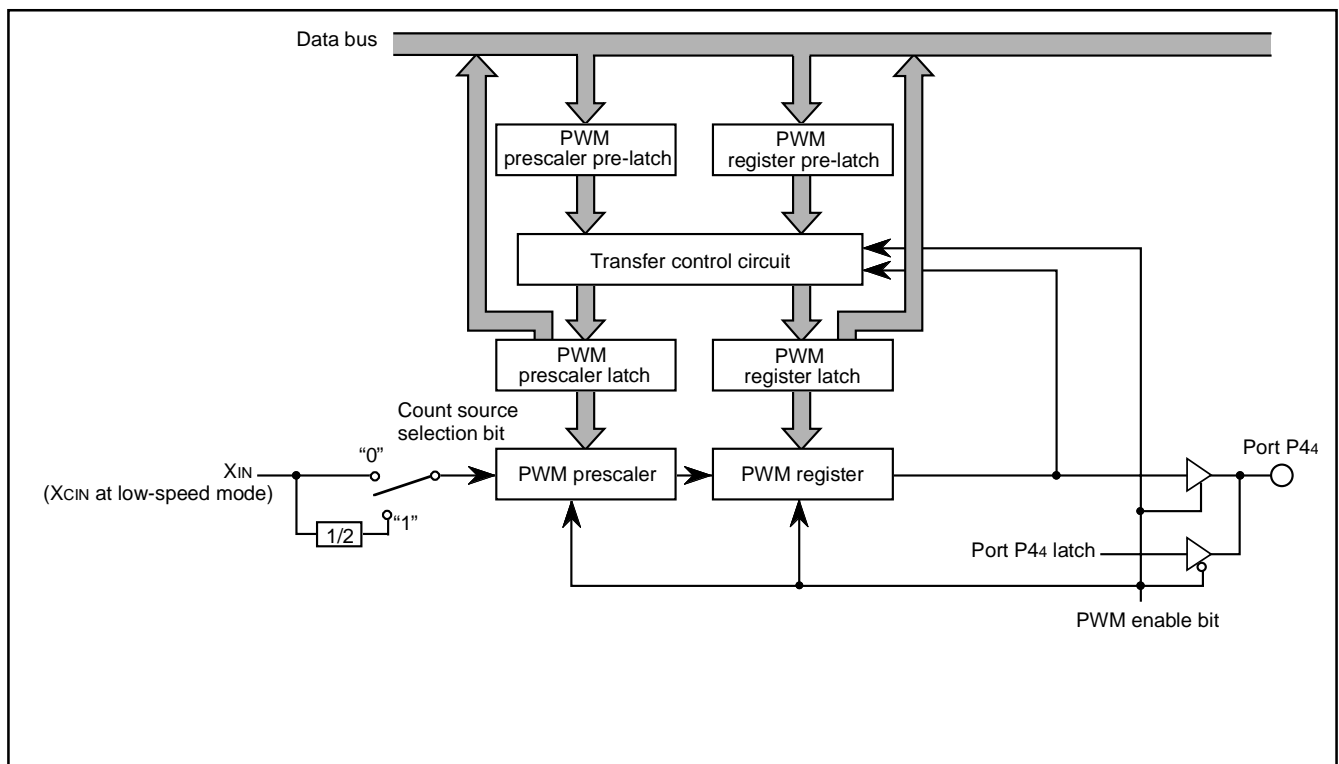 Data bus
PWM
prescaler pre-latch
PWM
register pre-latch
Transfer control circuit
PWM
prescaler latch
PWM
register latch
Count source
selection bit
XIN
(XCIN at low-speed mode)
“0”
“1”
1/2
PWM prescaler
PWM register
Port P44
Port P44 latch
PWM enable bit